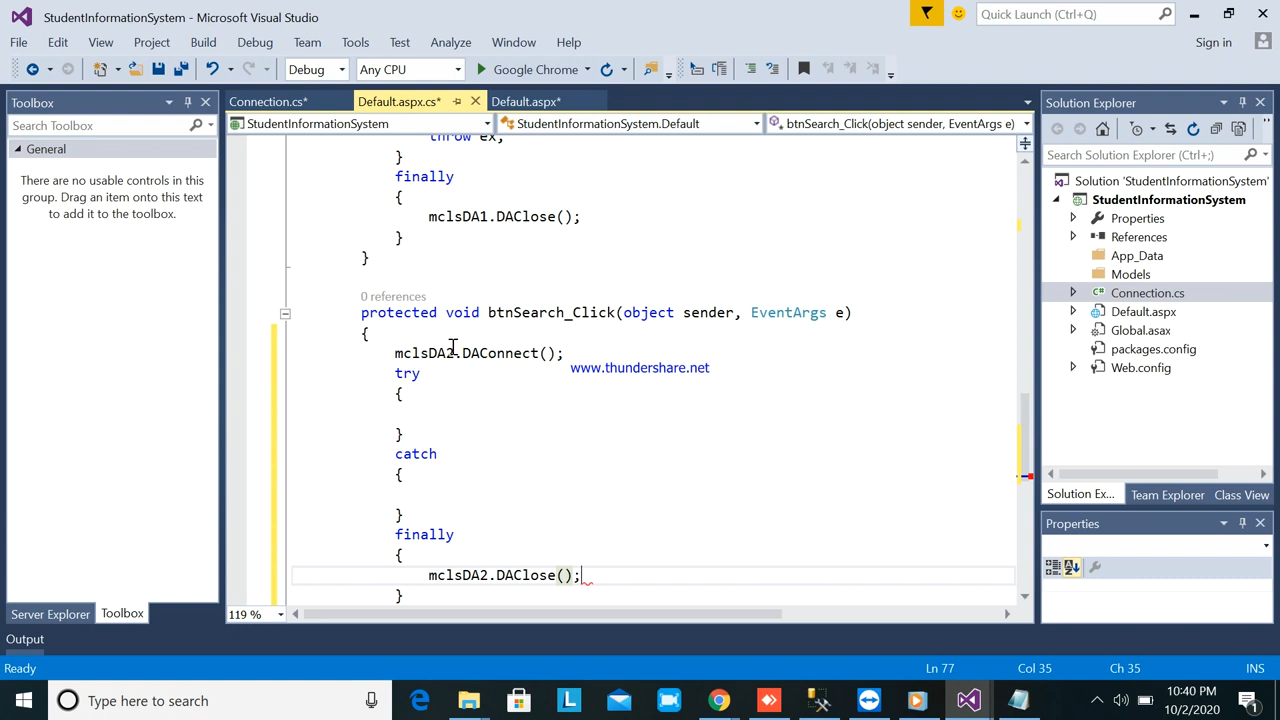 StudentInformationSystem - Microsoft Visual Studio
Quick Launch (Ctrl+Q)
File Edit View Project Build Debug Team Tools Test Analyze Window Help
Sign in
Debug Any CPU Google Chrome
Toolbox
Connection.cs* Default.aspx.cs* Default.aspx*
Solution Explorer
Search Toolbox
StudentInformationSystem StudentInformationSystem.Default btnSearch_Click(object sender, EventArgs e)
General
There are no usable controls in this
group. Drag an item onto this text
to add it to the toolbox.
throw ex;
}
finally
{
mclsDA1.DAClose();
}
}
0 references
protected void btnSearch_Click(object sender, EventArgs e)
{
mclsDA2.DAConnect();
www.thundershare.net
try
{
}
catch
{
}
finally
{
mclsDA2.DAClose();
}
119 %
Search Solution Explorer (Ctrl+;)
Solution 'StudentInformationSystem'
StudentInformationSystem
Properties
References
App_Data
Models
Connection.cs
Default.aspx
Global.asax
packages.config
Web.config
Solution Ex... Team Explorer Class View
Properties
Server Explorer Toolbox
Output
Ready
Ln 77 Col 35 Ch 35 INS
Type here to search
10:40 PM
10/2/2020
1